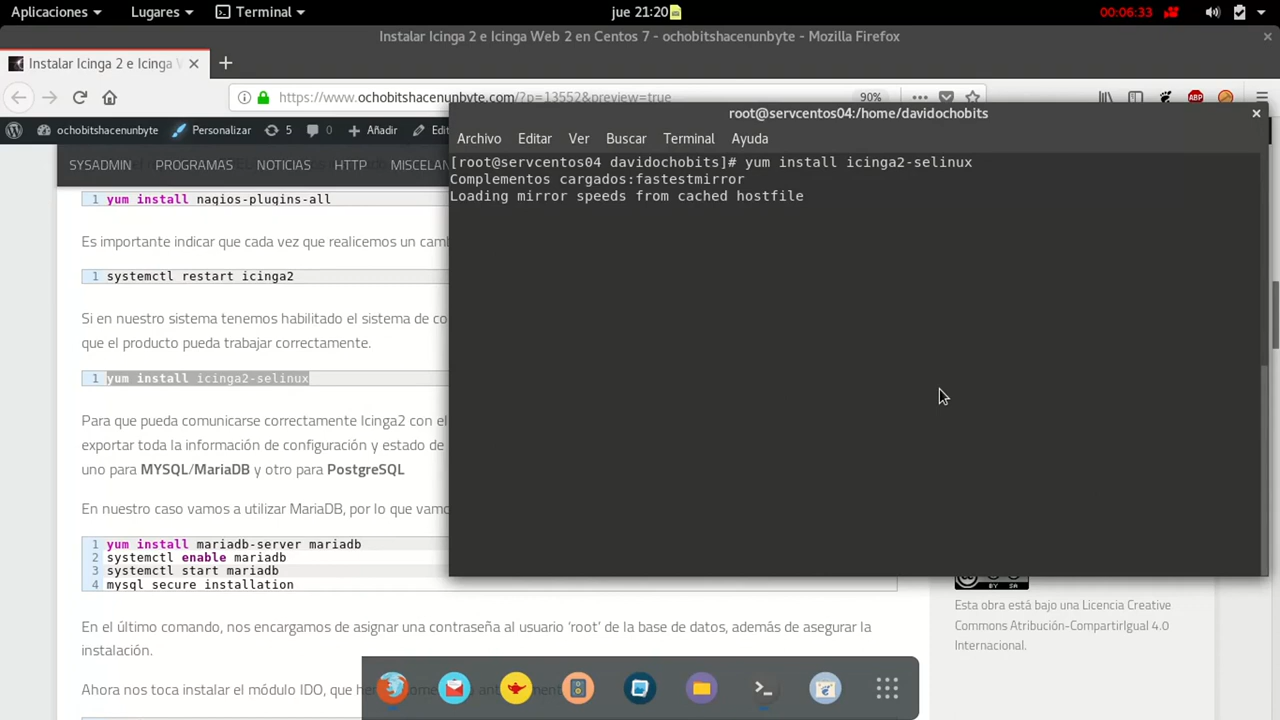 Aplicaciones Lugares Terminal jue 21:20 00:06:33
Instalar Icinga 2 e Icinga Web 2 en Centos 7 - ochobitshacenunbyte - Mozilla Firefox
Instalar Icinga 2 e Icinga W
https://www.ochobitshacenunbyte.com/?p=13552&preview=true 90% ABP
ochobitshacenunbyte Personalizar 5 0 Añadir
SYSADMIN PROGRAMAS NOTICIAS HTTP MISCELAN
1 yum install nagios-plugins-all
Es importante indicar que cada vez que realicemos un cam
1 systemctl restart icinga2
Si en nuestro sistema tenemos habilitado el sistema de co
que el producto pueda trabajar correctamente.
1 yum install icinga2-selinux
Para que pueda comunicarse correctamente Icinga2 con el
exportar toda la información de configuración y estado de
uno para MYSQL/MariaDB y otro para PostgreSQL
En nuestro caso vamos a utilizar MariaDB, por lo que vamo
1 yum install mariadb-server mariadb
2 systemctl enable mariadb
3 systemctl start mariadb
4 mysql secure installation
En el último comando, nos encargamos de asignar una contraseña al usuario ‘root’ de la base de datos, además de asegurar la
instalación.
Ahora nos toca instalar el módulo IDO, que
root@servcentos04:/home/davidochobits
Archivo Editar Ver Buscar Terminal Ayuda
[root@servcentos04 davidochobits]# yum install icinga2-selinux
Complementos cargados:fastestmirror
Loading mirror speeds from cached hostfile
BY SA
Esta obra está bajo una Licencia Creative
Commons Atribución-CompartirIgual 4.0
Internacional.